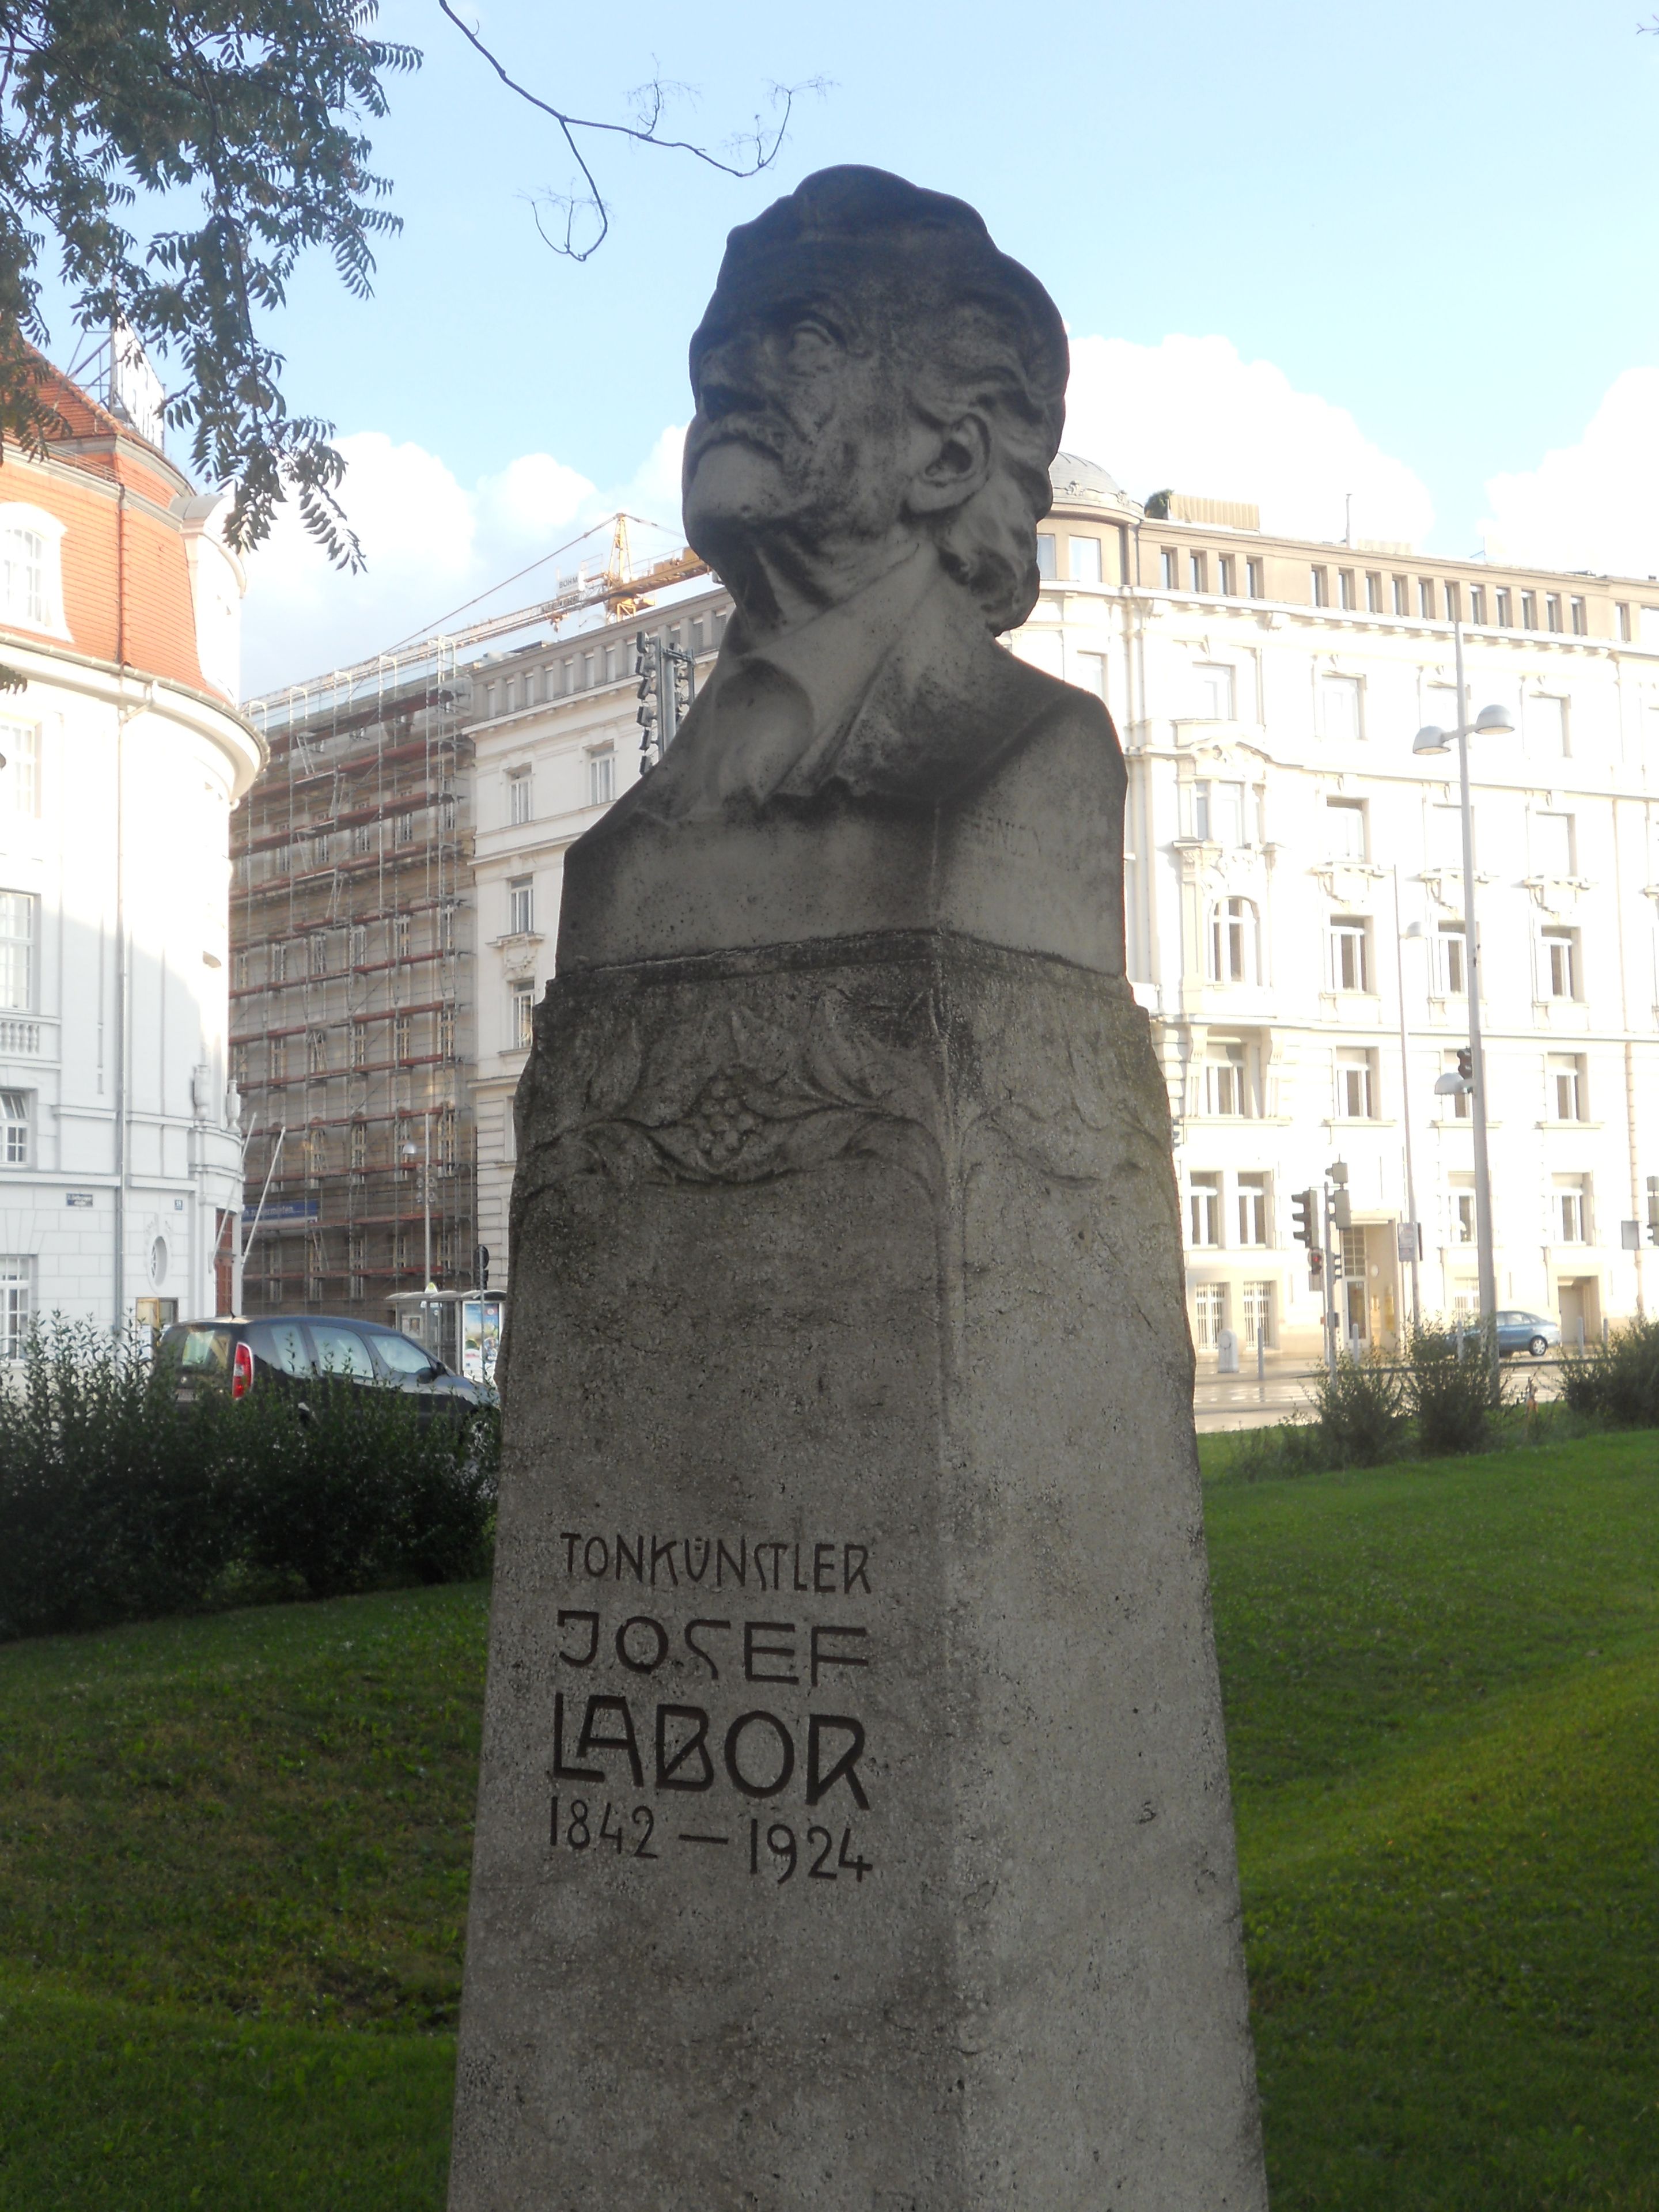 TONKÜNSTLER
JOSEF
LABOR
1842 – 1924